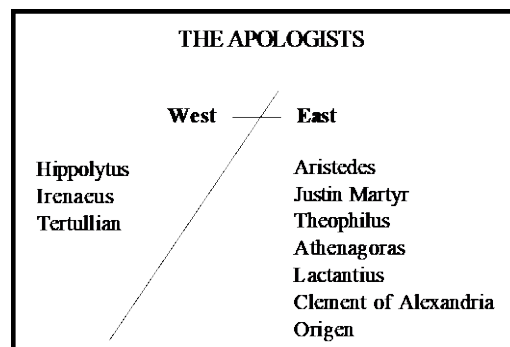 THE APOLOGISTS
West East
Hippolytus
Irenaeus
Tertullian
Aristedes
Justin Martyr
Theophilus
Athenagoras
Lactantius
Clement of Alexandria
Origen